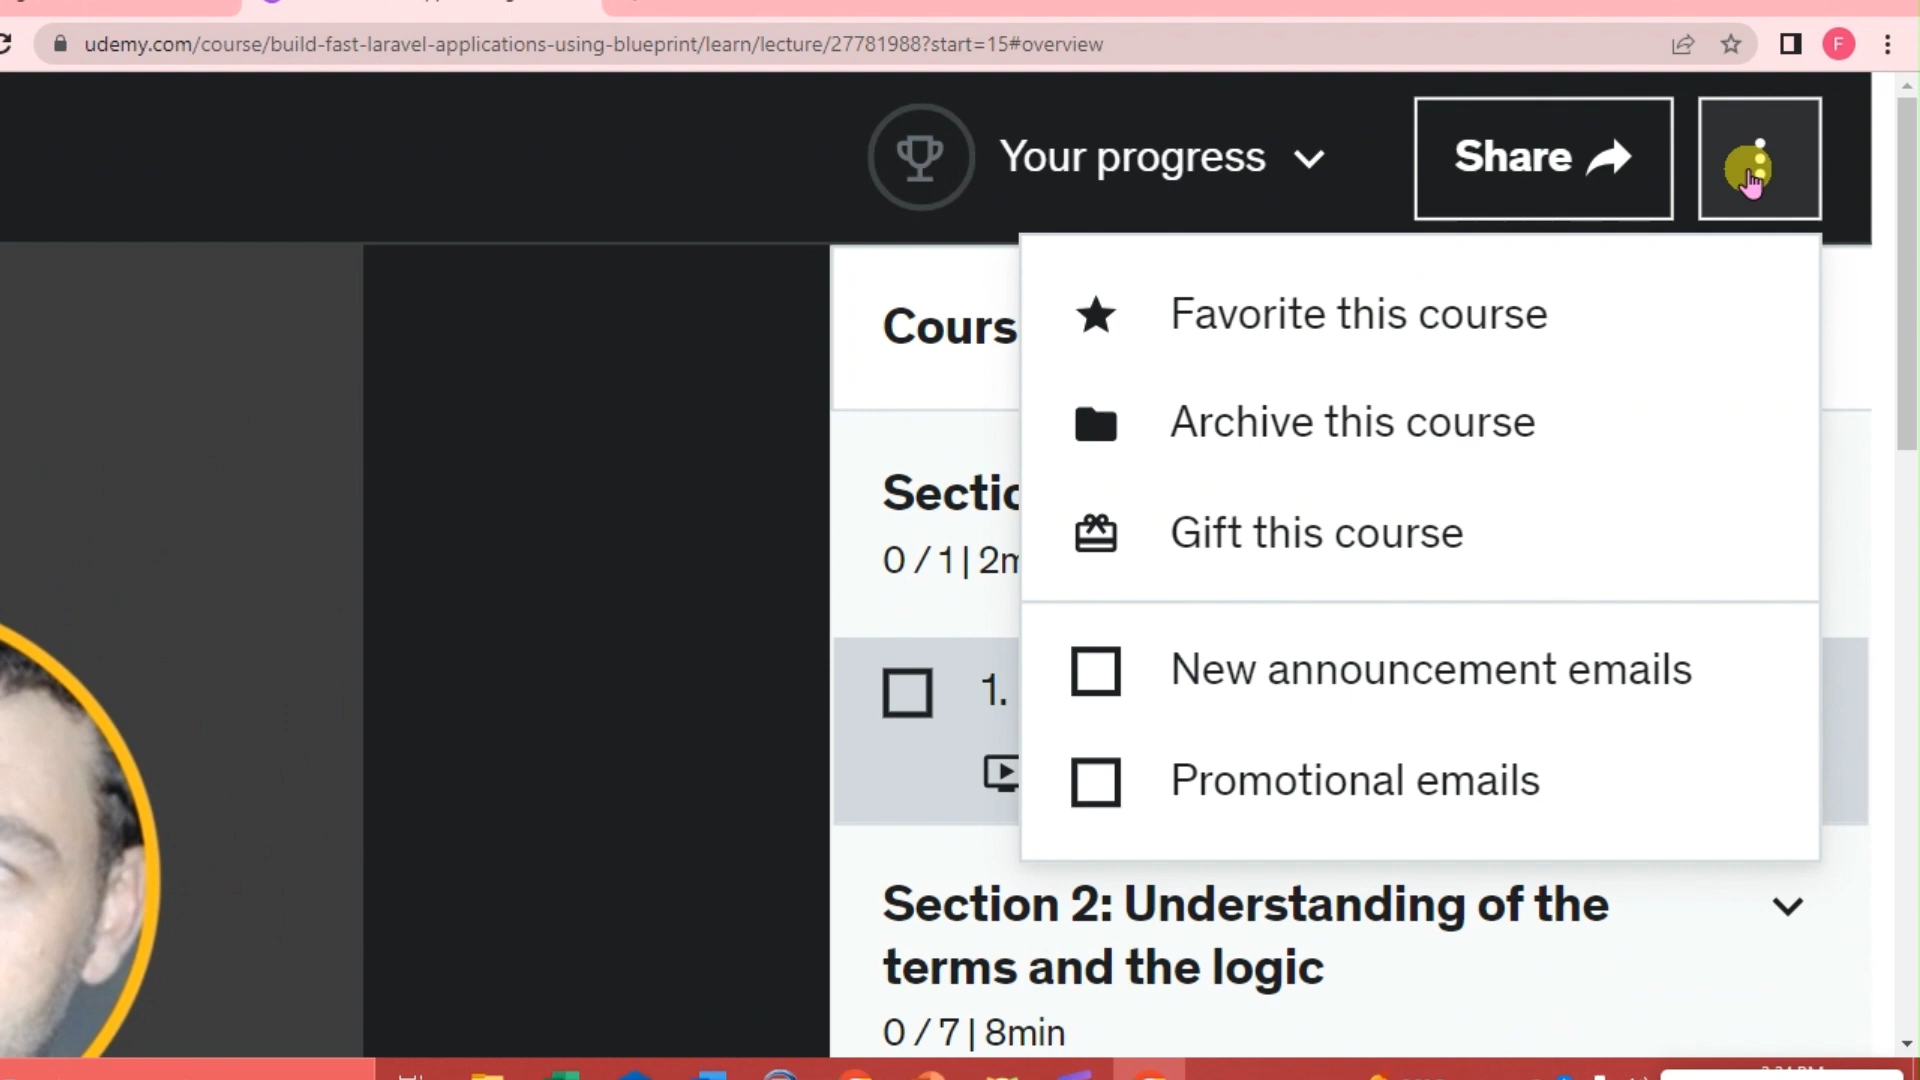 udemy.com/course/build-fast-laravel-applications-using-blueprint/learn/lecture/27781988?start=15#overview
F
Your progress
Share
Favorite this course
Cours
Archive this course
Sectio
Gift this course
0 / 1 | 2m
New announcement emails
1.
Promotional emails
Section 2: Understanding of the
terms and the logic
0 / 7 | 8min